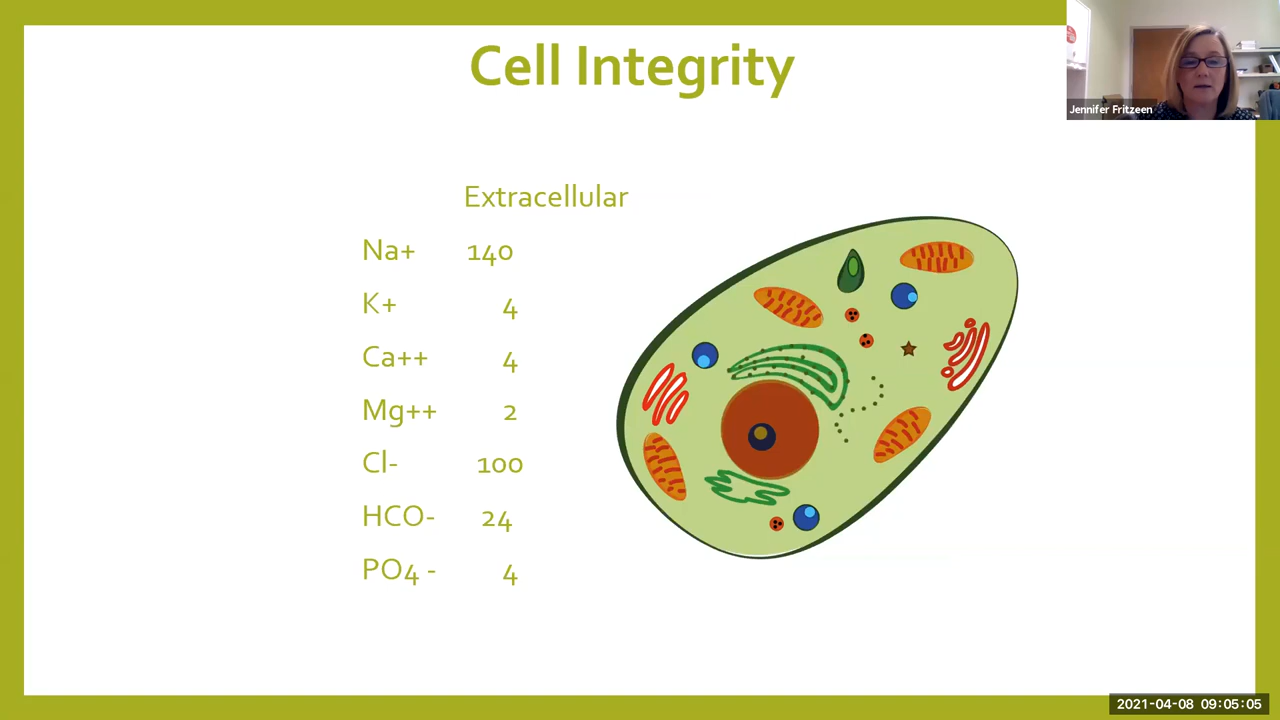 Cell Integrity
Jennifer Fritzeen
Extracellular
Na+ 140
K+ 4
Ca++ 4
Mg++ 2
Cl- 100
HCO- 24
PO4 - 4
2021-04-08 09:05:05